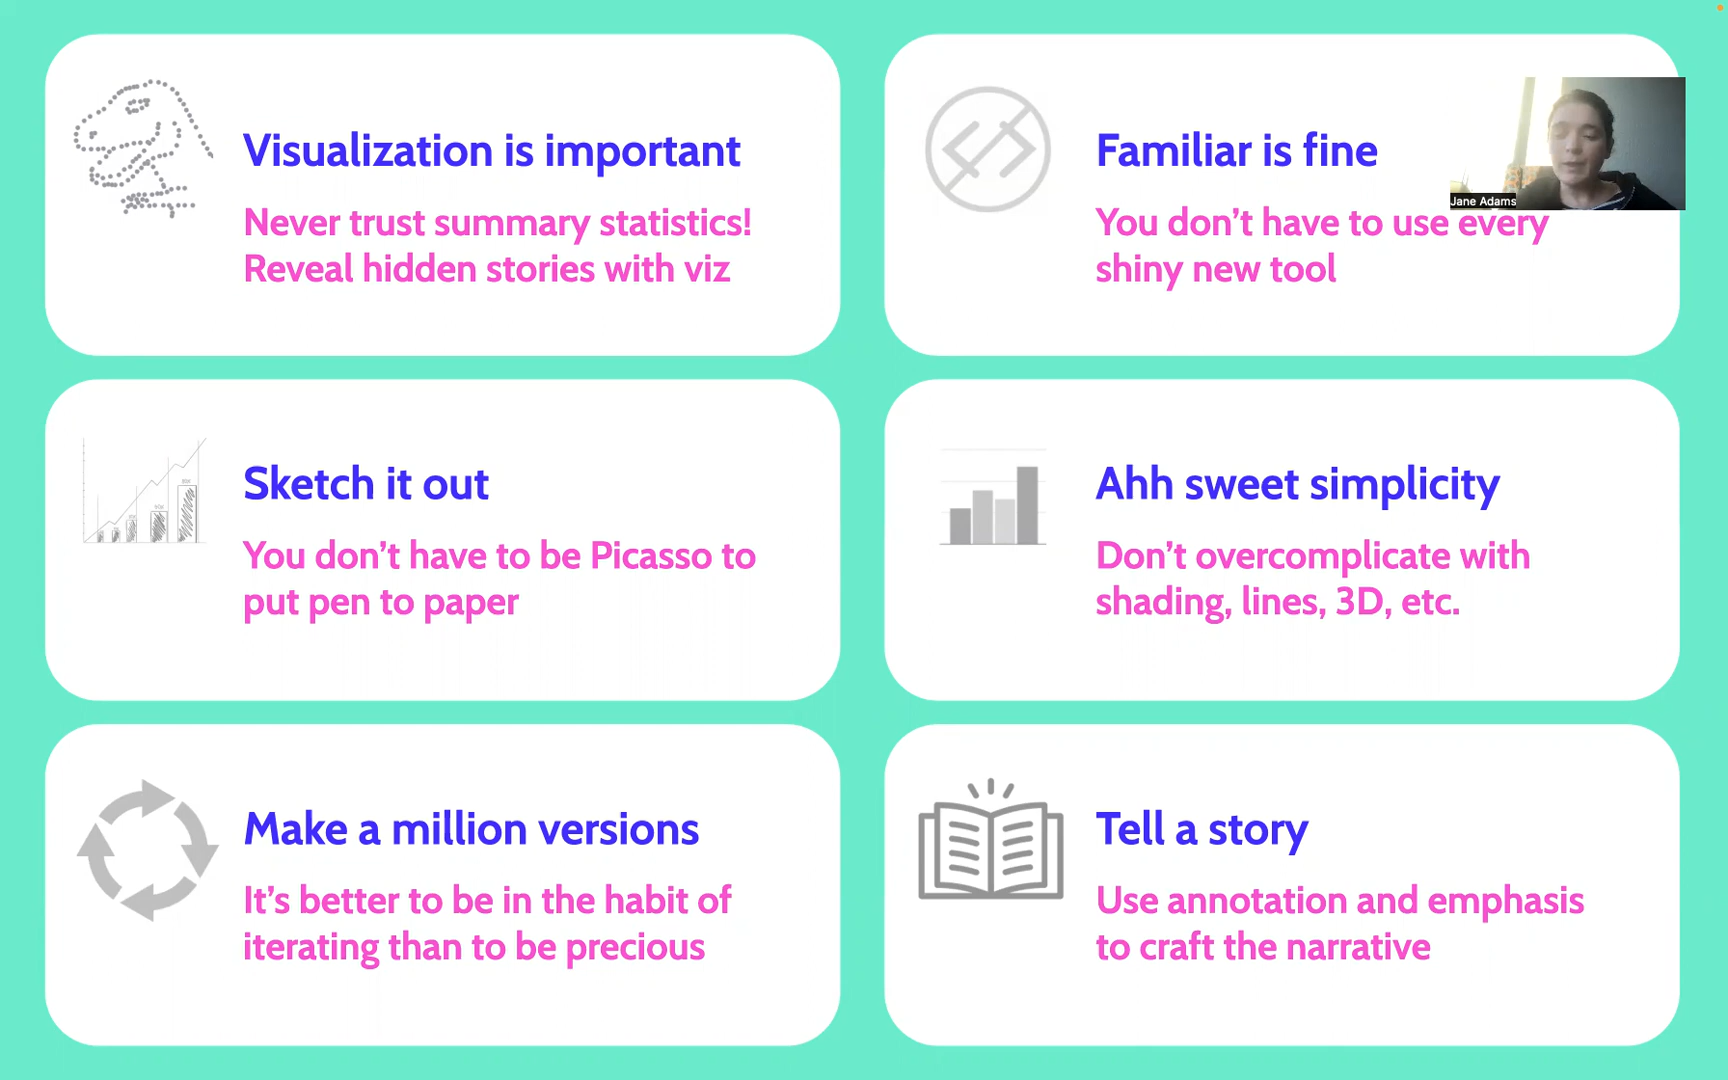 Visualization is important
Never trust summary statistics!
Reveal hidden stories with viz
Familiar is fine
Jane Adams
You don’t have to use every
shiny new tool
Sketch it out
You don’t have to be Picasso to
put pen to paper
Ahh sweet simplicity
Don’t overcomplicate with
shading, lines, 3D, etc.
Make a million versions
It’s better to be in the habit of
iterating than to be precious
Tell a story
Use annotation and emphasis
to craft the narrative